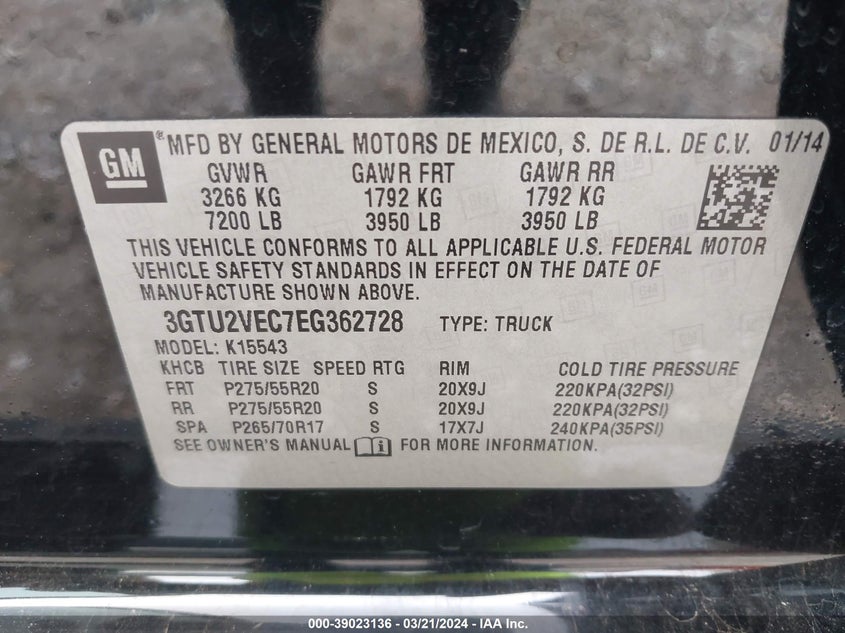 GM ® MFD BY GENERAL MOTORS DE MEXICO, S. DE R.L. DE C.V. 01/14
GVWR GAWR FRT GAWR RR
3266 KG 1792 KG 1792 KG
7200 LB 3950 LB 3950 LB
THIS VEHICLE CONFORMS TO ALL APPLICABLE U.S. FEDERAL MOTOR
VEHICLE SAFETY STANDARDS IN EFFECT ON THE DATE OF
MANUFACTURE SHOWN ABOVE.
3GTU2VEC7EG362728 TYPE: TRUCK
MODEL: K15543
KHCB TIRE SIZE SPEED RTG RIM COLD TIRE PRESSURE
FRT P275/55R20 S 20X9J 220KPA(32PSI)
RR P275/55R20 S 20X9J 220KPA(32PSI)
SPA P265/70R17 S 17X7J 240KPA(35PSI)
SEE OWNER'S MANUAL i FOR MORE INFORMATION.
000-39023136 - 03/21/2024 - IAA Inc.